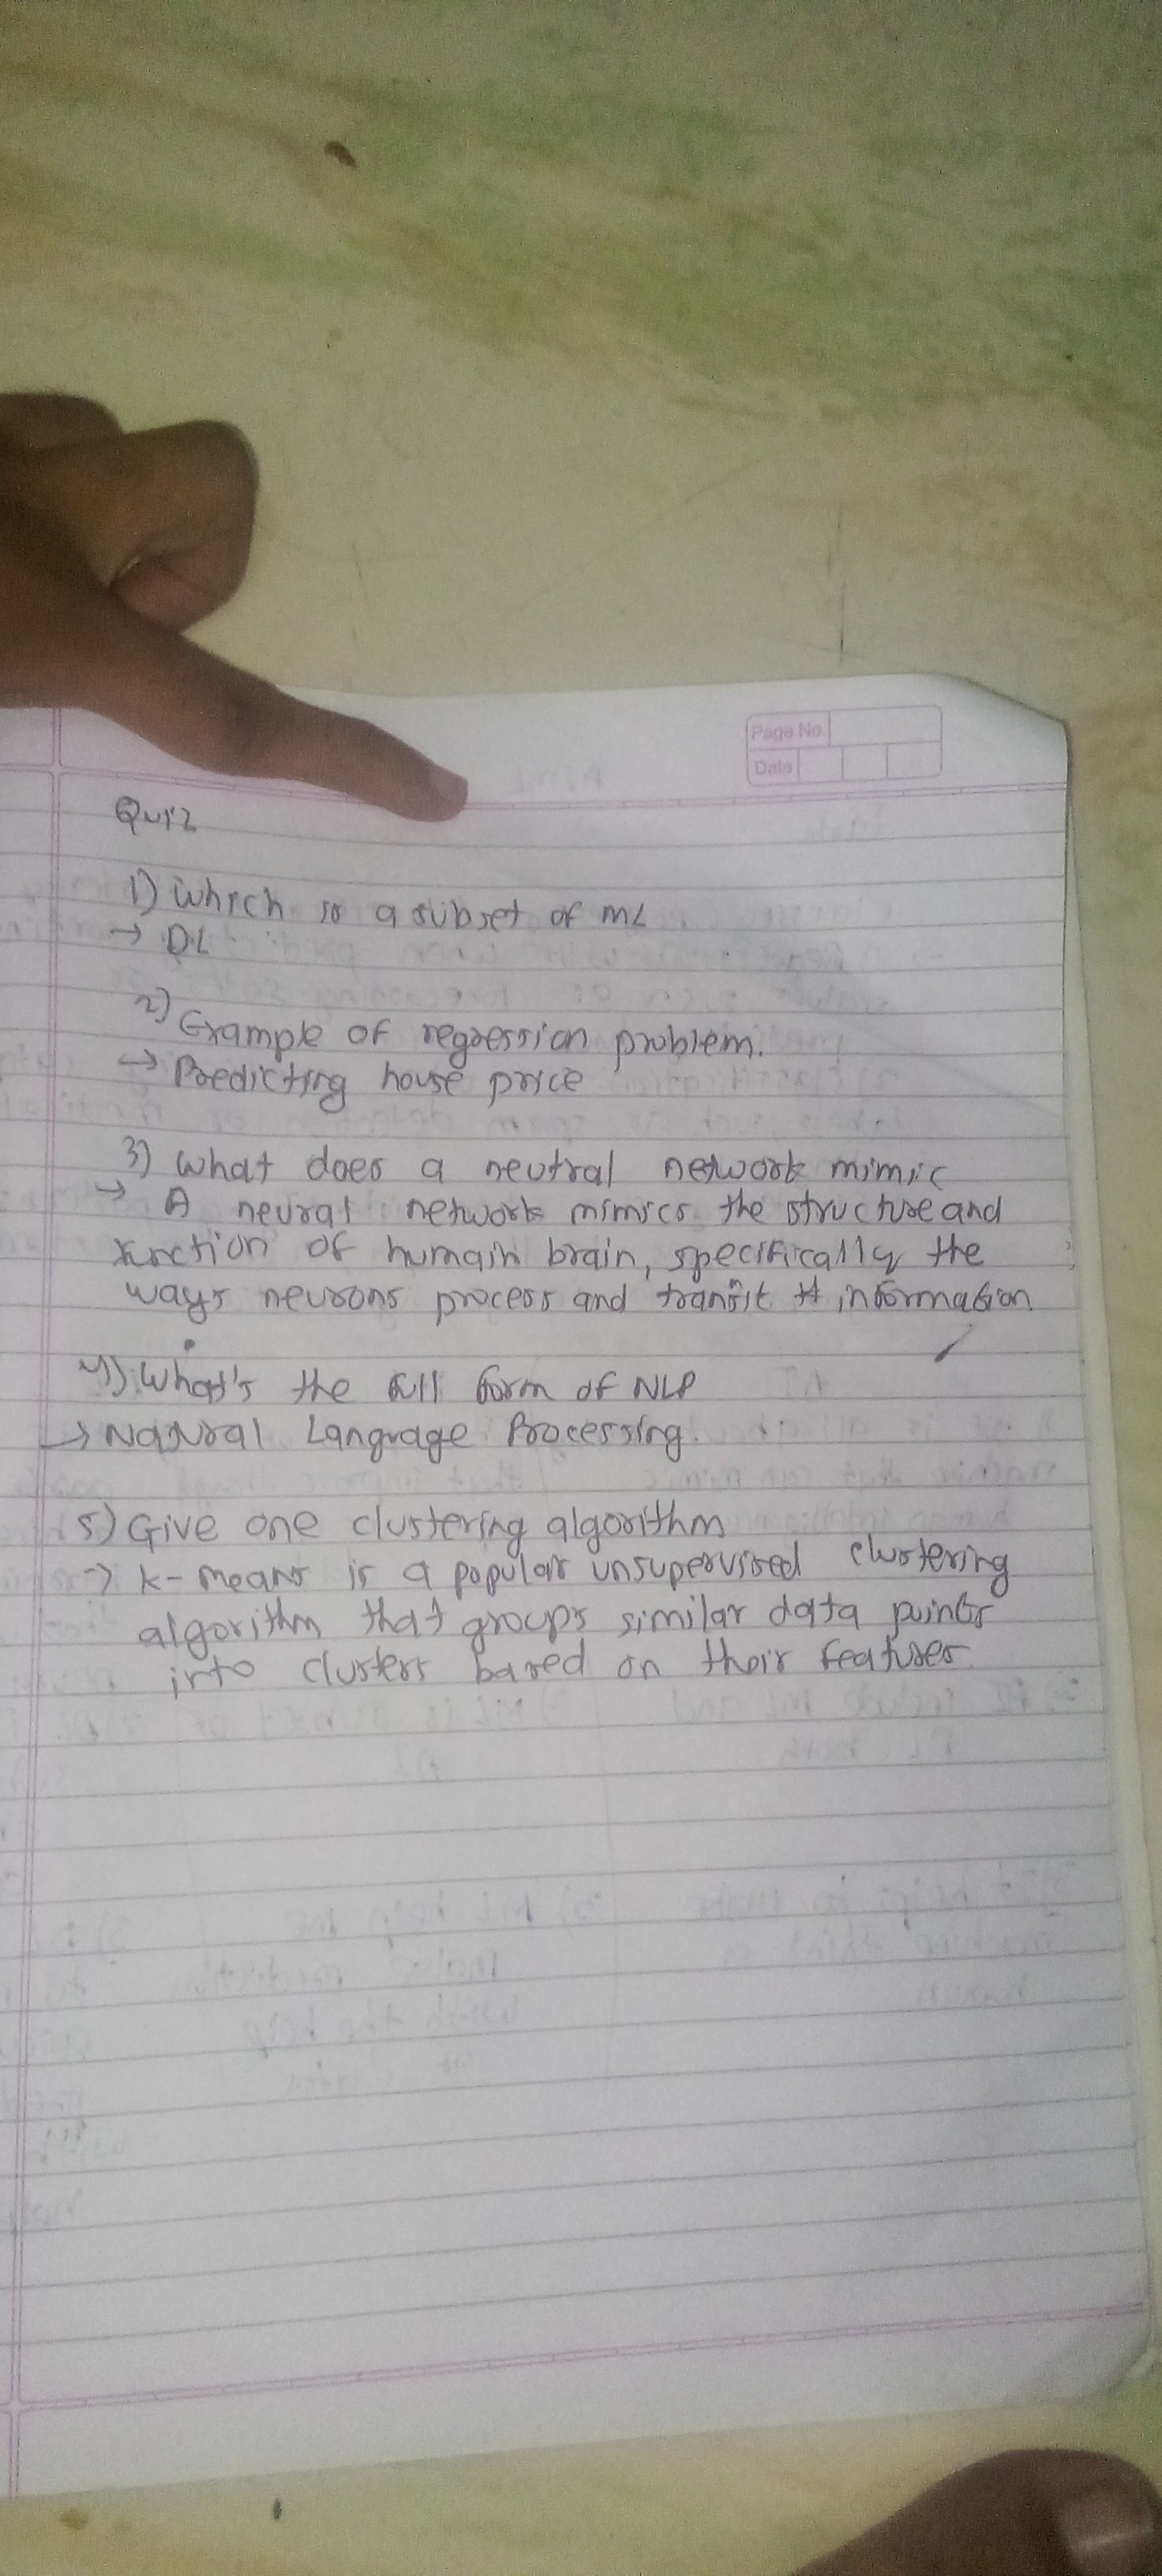 Page No.
Date
Quiz
1) Which is a subset of ML
→ DL
2) Example of regression problem.
→ Predicting house price
3) What does a neutral network mimic
→ A neural network mimics the structure and
function of humain brain, specifically the
ways neurons process and transit information
4) What's the full form of NLP
→ Natural Language Processing.
5) Give one clustering algorithm
→ K-means is a popular unsupervised clustering
algorithm that groups similar data points
into clusters based on their features.